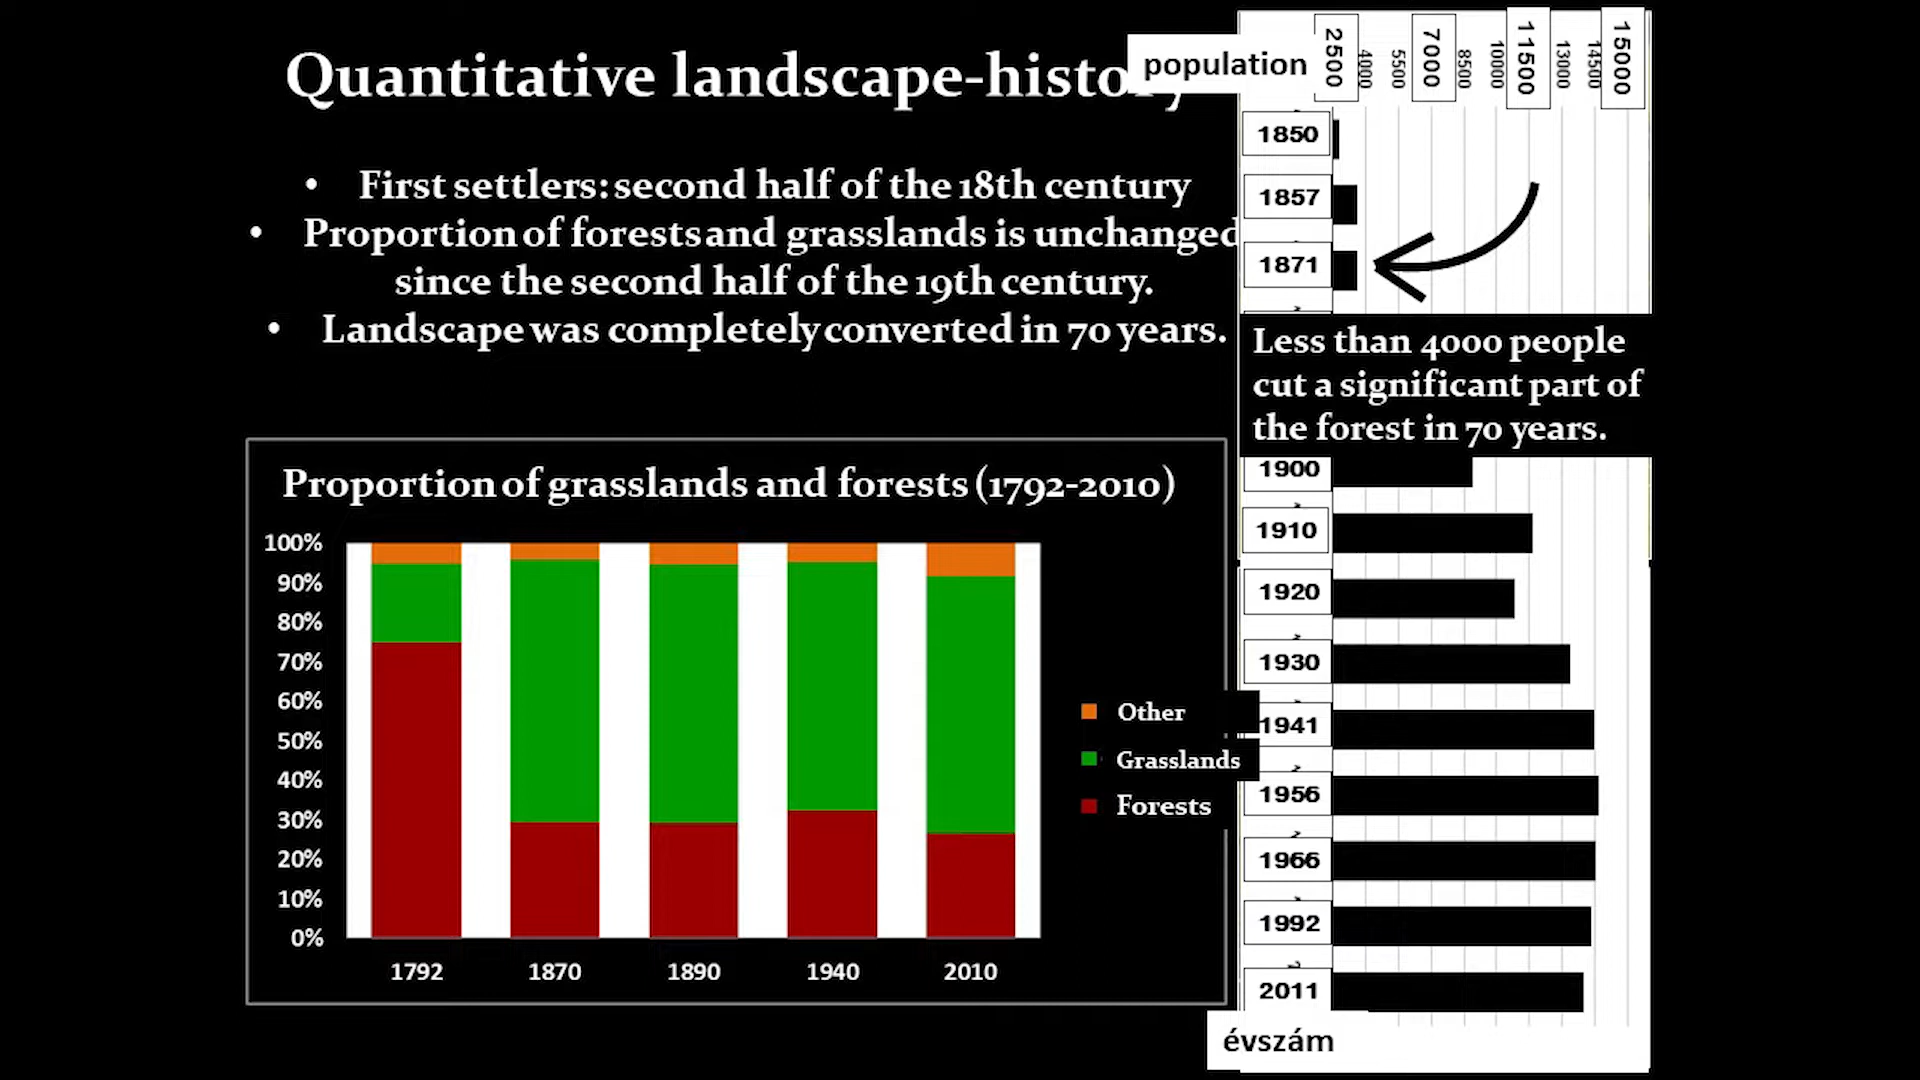 Quantitative landscape-history
• First settlers: second half of the 18th century
• Proportion of forests and grasslands is unchanged
since the second half of the 19th century.
• Landscape was completely converted in 70 years.
Proportion of grasslands and forests (1792-2010)
100%
90%
80%
70%
60%
50%
40%
30%
20%
10%
0%
1792 1870 1890 1940 2010
Other
Grasslands
Forests
population
2500 4000 5500 7000 8500 10000 11500 13000 14500 15000
1850
1857
1871
Less than 4000 people
cut a significant part of
the forest in 70 years.
1900
1910
1920
1930
1941
1956
1966
1992
2011
évszám